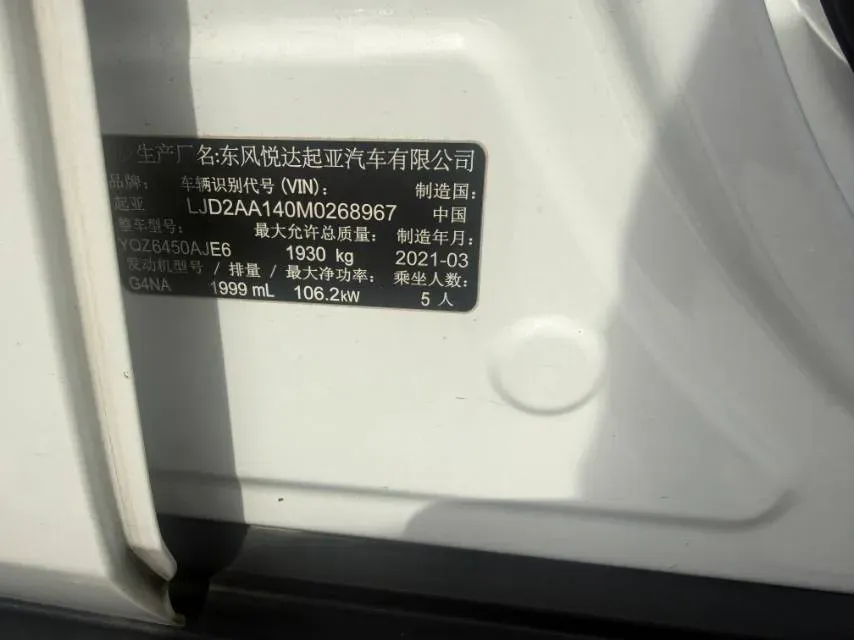 生产厂名:东风悦达起亚汽车有限公司
品牌: 车辆识别代号(VIN): 制造国:
起亚 LJD2AA140M0268967 中国
整车型号: 最大允许总质量: 制造年月:
YQZ6450AJE6 1930 kg 2021-03
发动机型号 / 排量 / 最大净功率: 乘坐人数:
G4NA 1999 mL 106.2kW 5 人